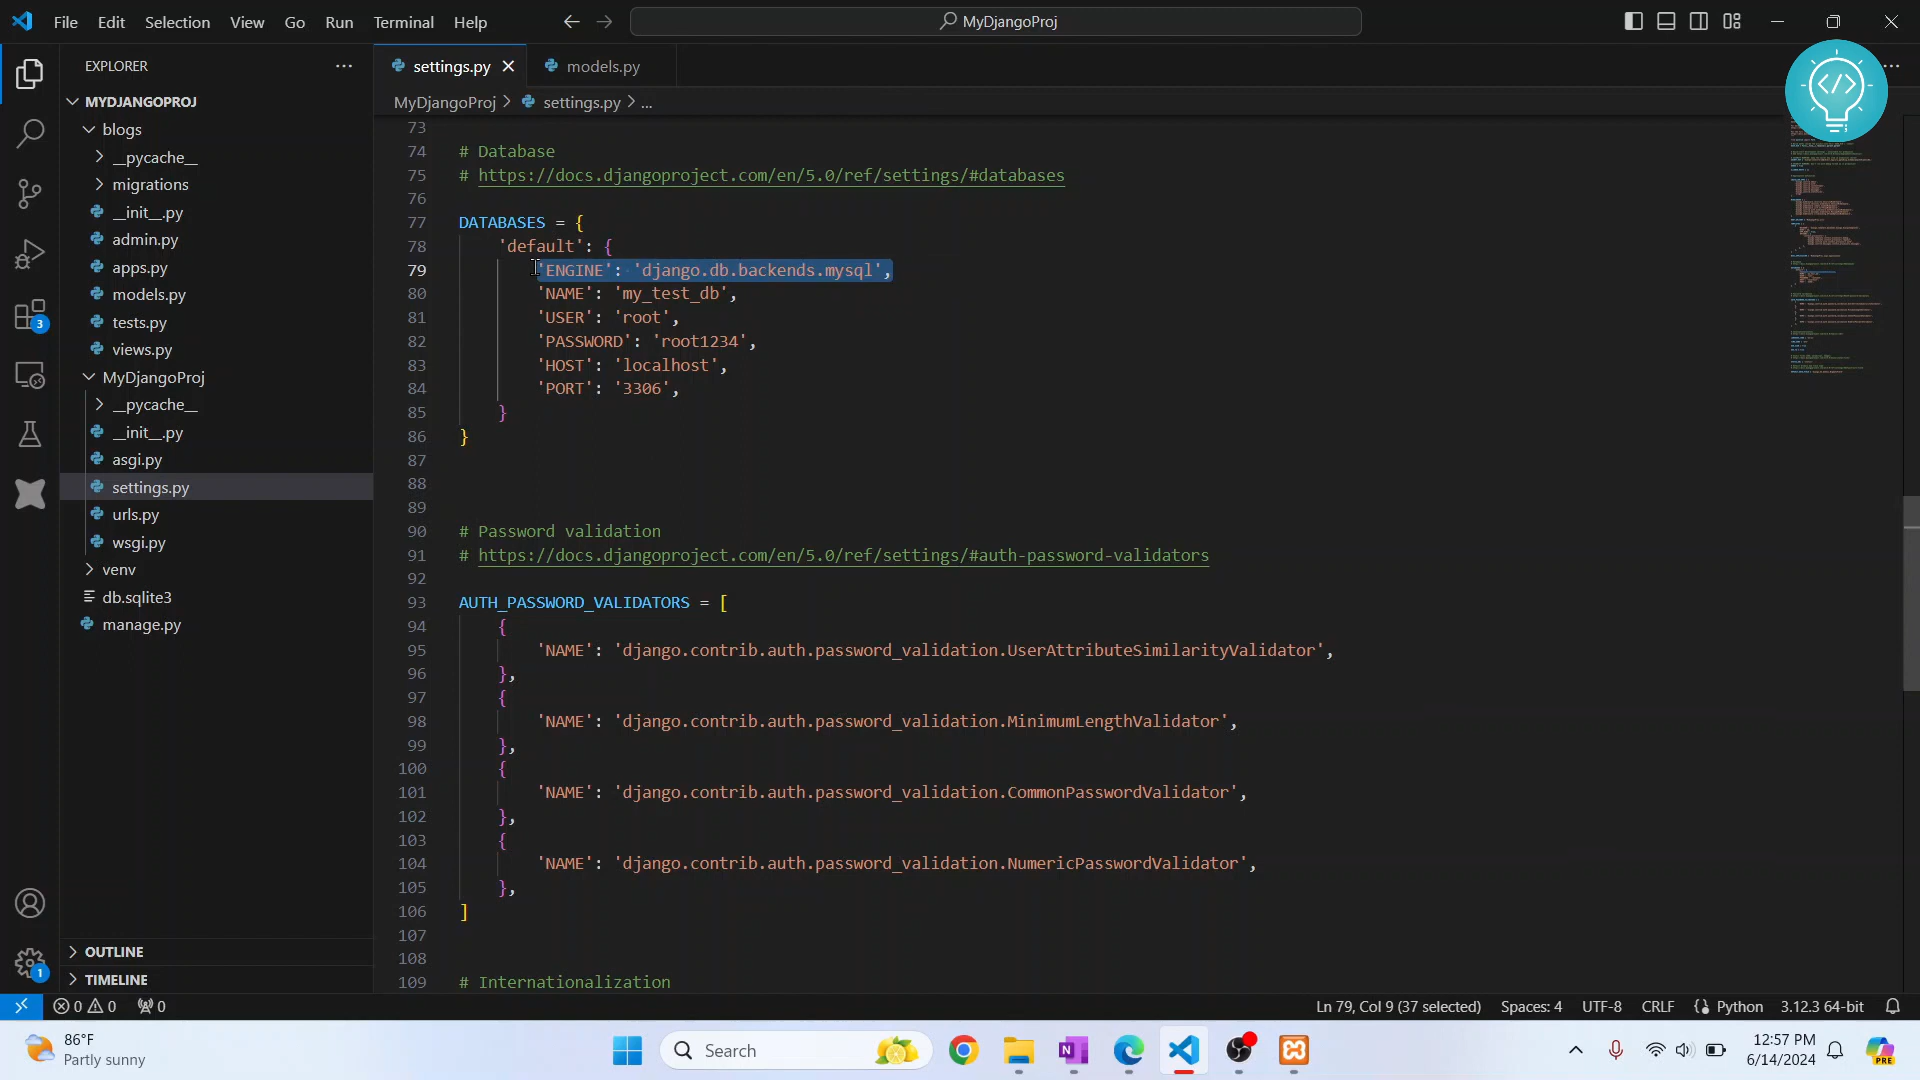 File Edit Selection View Go Run Terminal Help
MyDjangoProj
EXPLORER
settings.py
models.py
MYDJANGOPROJ
MyDjangoProj > settings.py > ...
blogs
__pycache__
migrations
__init__.py
admin.py
apps.py
models.py
tests.py
views.py
MyDjangoProj
__pycache__
__init__.py
asgi.py
settings.py
urls.py
wsgi.py
venv
db.sqlite3
manage.py
OUTLINE
TIMELINE
3
1
73
74 # Database
75 # https://docs.djangoproject.com/en/5.0/ref/settings/#databases
76
77 DATABASES = {
78 'default': {
79 'ENGINE': 'django.db.backends.mysql',
80 'NAME': 'my_test_db',
81 'USER': 'root',
82 'PASSWORD': 'root1234',
83 'HOST': 'localhost',
84 'PORT': '3306',
85 }
86 }
87
88
89
90 # Password validation
91 # https://docs.djangoproject.com/en/5.0/ref/settings/#auth-password-validators
92
93 AUTH_PASSWORD_VALIDATORS = [
94 {
95 'NAME': 'django.contrib.auth.password_validation.UserAttributeSimilarityValidator',
96 },
97 {
98 'NAME': 'django.contrib.auth.password_validation.MinimumLengthValidator',
99 },
100 {
101 'NAME': 'django.contrib.auth.password_validation.CommonPasswordValidator',
102 },
103 {
104 'NAME': 'django.contrib.auth.password_validation.NumericPasswordValidator',
105 },
106 ]
107
108
109 # Internationalization
</>
0 0 0 Ln 79, Col 9 (37 selected) Spaces: 4 UTF-8 CRLF Python 3.12.3 64-bit
86°F
Partly sunny
Search
12:57 PM
6/14/2024
PRE